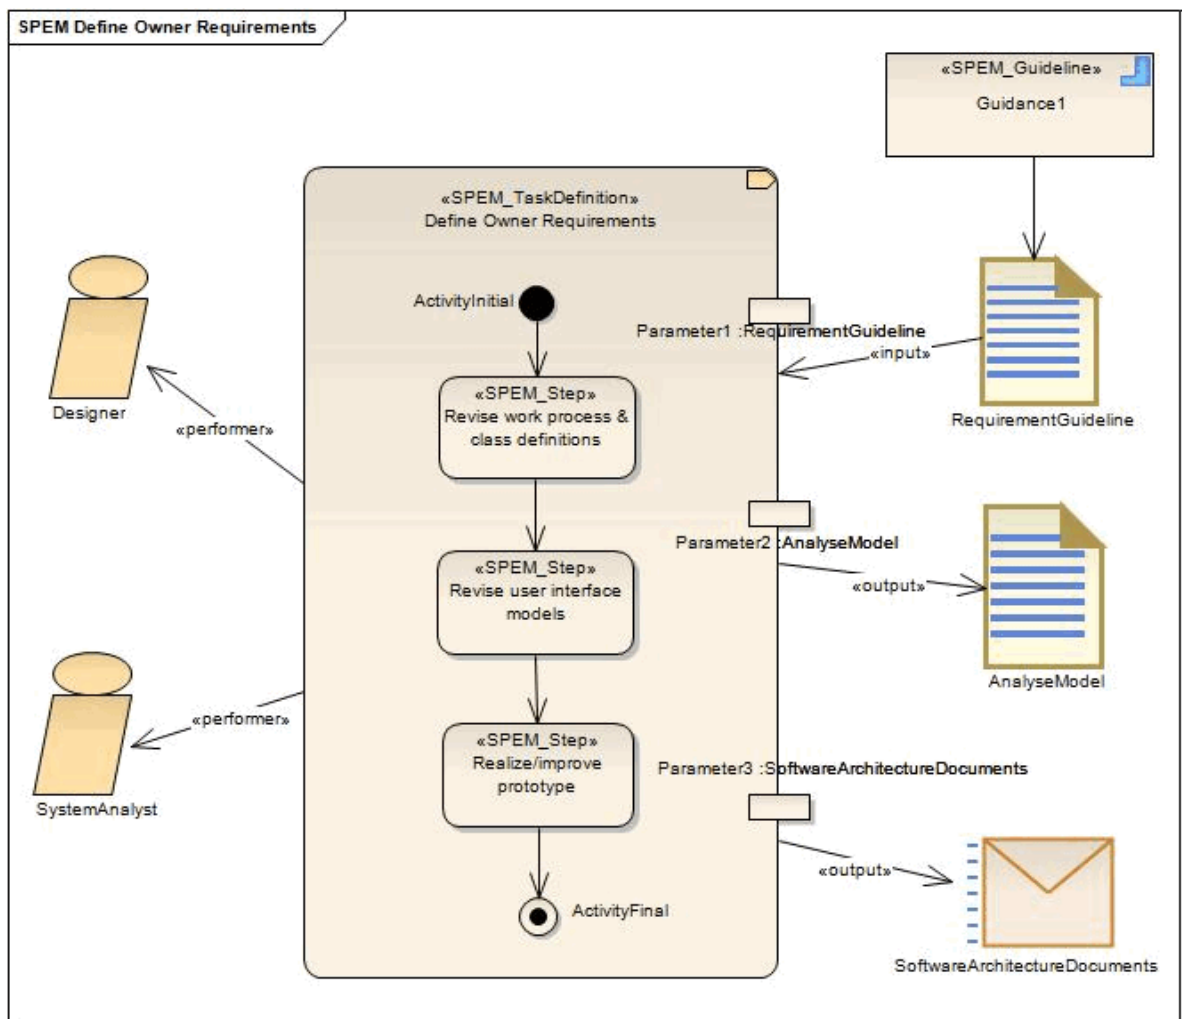 SPEM Define Owner Requirements
«SPEM_Guideline»
Guidance1
«SPEM_TaskDefinition»
Define Owner Requirements
ActivityInitial
Parameter1 :RequirementGuideline
«input»
«SPEM_Step»
Revise work process &
class definitions
Designer
«performer»
RequirementGuideline
Parameter2 :AnalyseModel
«SPEM_Step»
Revise user interface
models
«output»
AnalyseModel
«performer»
«SPEM_Step»
Realize/improve
prototype
Parameter3 :SoftwareArchitectureDocuments
SystemAnalyst
«output»
ActivityFinal
SoftwareArchitectureDocuments